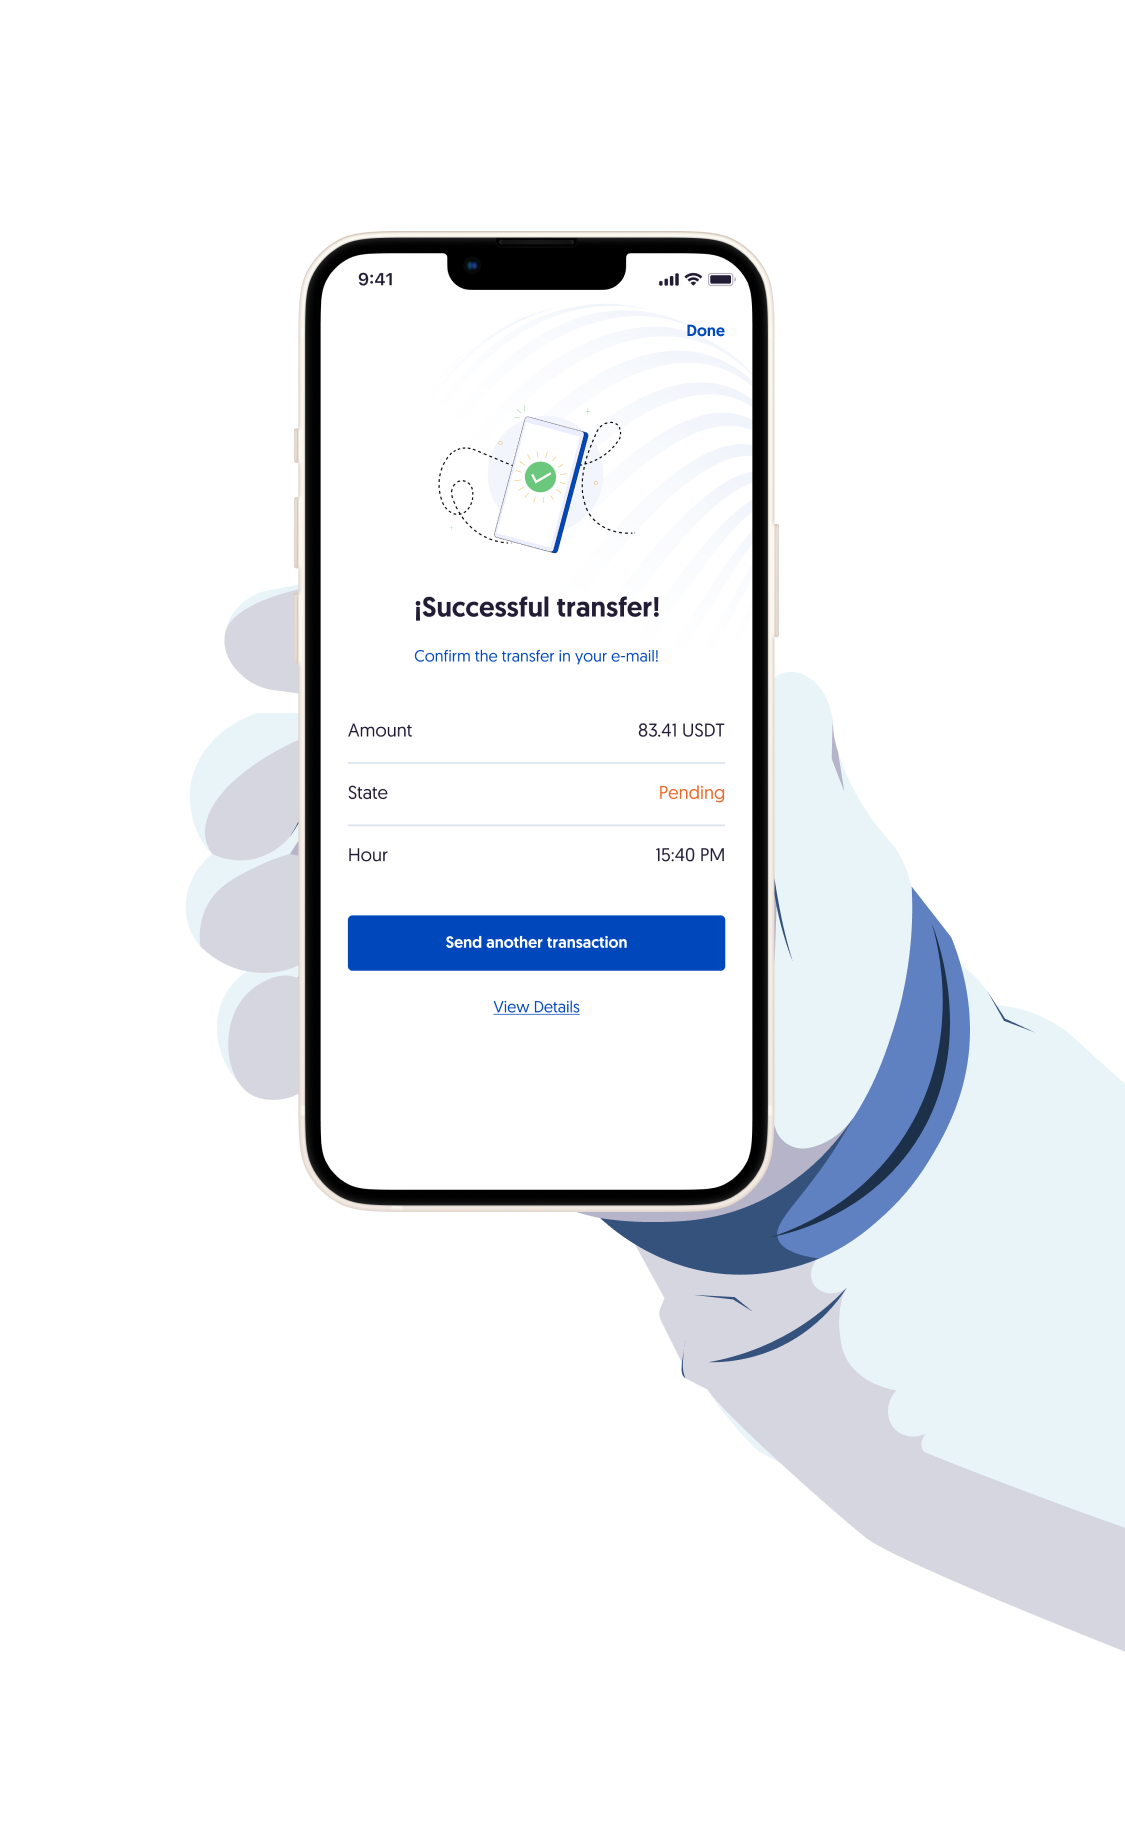 9:41
Done
¡Successful transfer!
Confirm the transfer in your e-mail!
Amount 83.41 USDT
State Pending
Hour 15:40 PM
Send another transaction
View Details